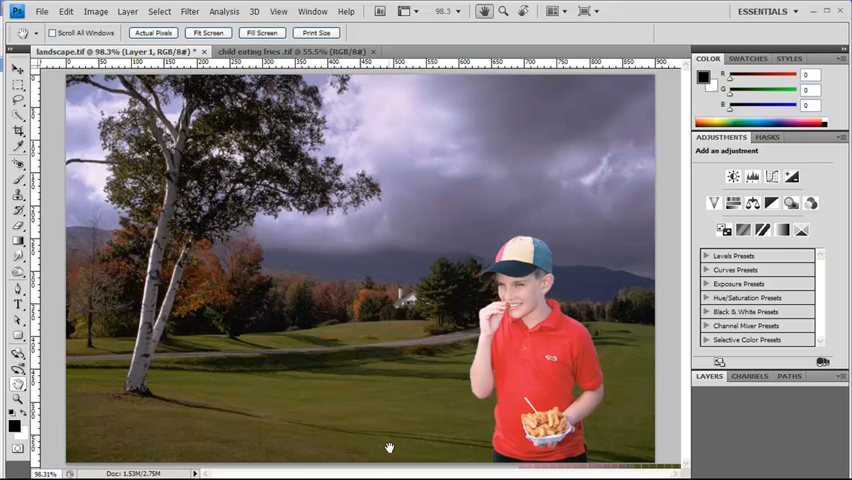 Ps File Edit Image Layer Select Filter Analysis 3D View Window Help 98.3 ESSENTIALS
Scroll All Windows Actual Pixels Fit Screen Fill Screen Print Size
landscape.tif @ 98.3% (Layer 1, RGB/8#) * × child eating fries .tif @ 55.5% (RGB/8#) ×
COLOR SWATCHES STYLES
R 0
G 0
B 0
ADJUSTMENTS MASKS
Add an adjustment
Levels Presets
Curves Presets
Exposure Presets
Hue/Saturation Presets
Black & White Presets
Channel Mixer Presets
Selective Color Presets
LAYERS CHANNELS PATHS
98.31% Doc: 1.53M/2.75M